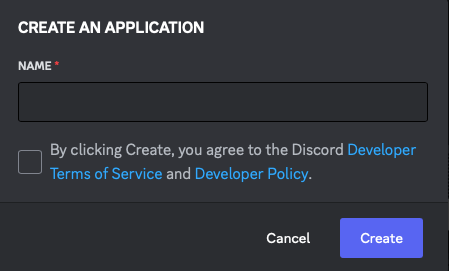 CREATE AN APPLICATION
NAME *
By clicking Create, you agree to the Discord Developer
Terms of Service and Developer Policy.
Cancel
Create